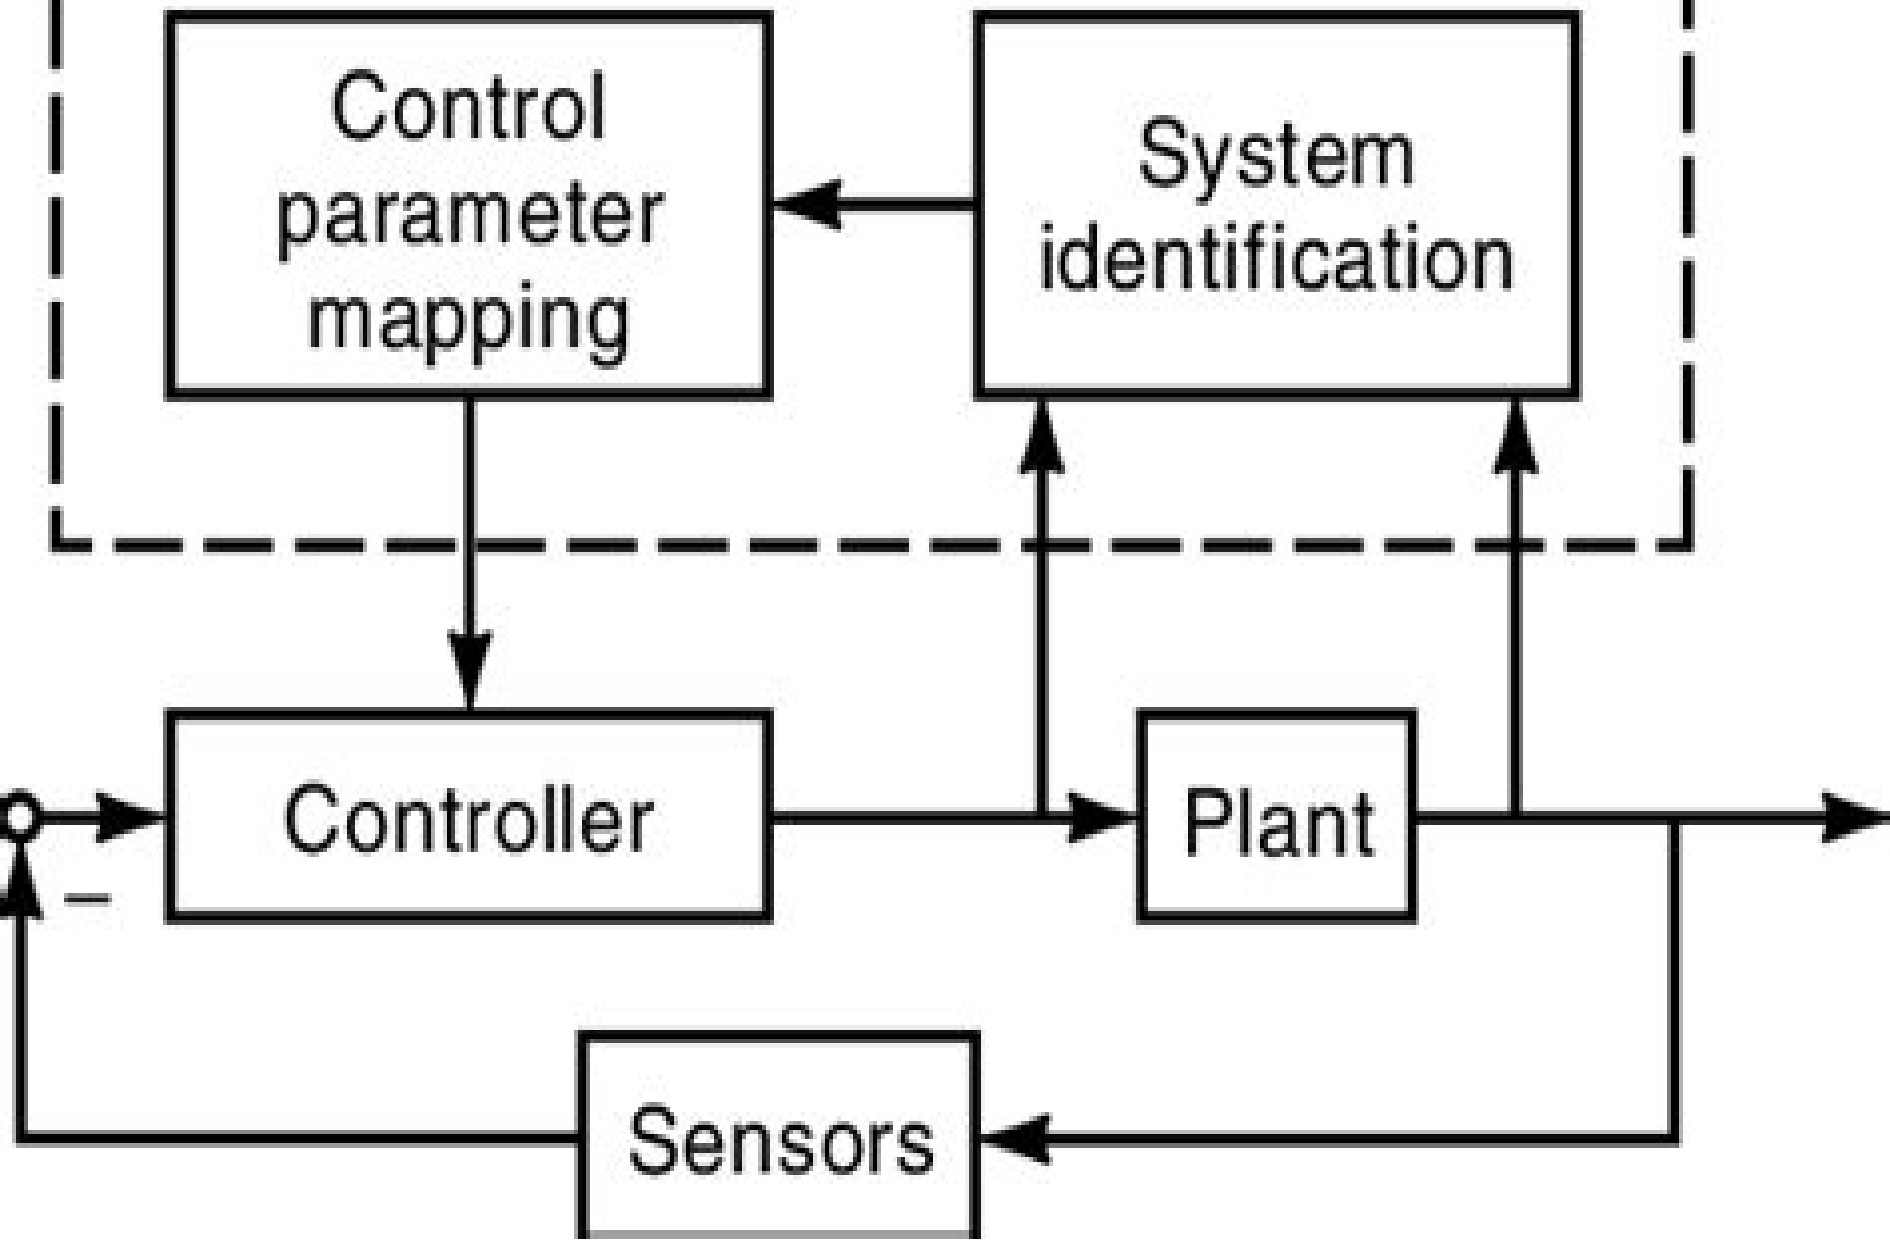 Control
parameter
mapping
System
identification
Controller
Plant
–
Sensors